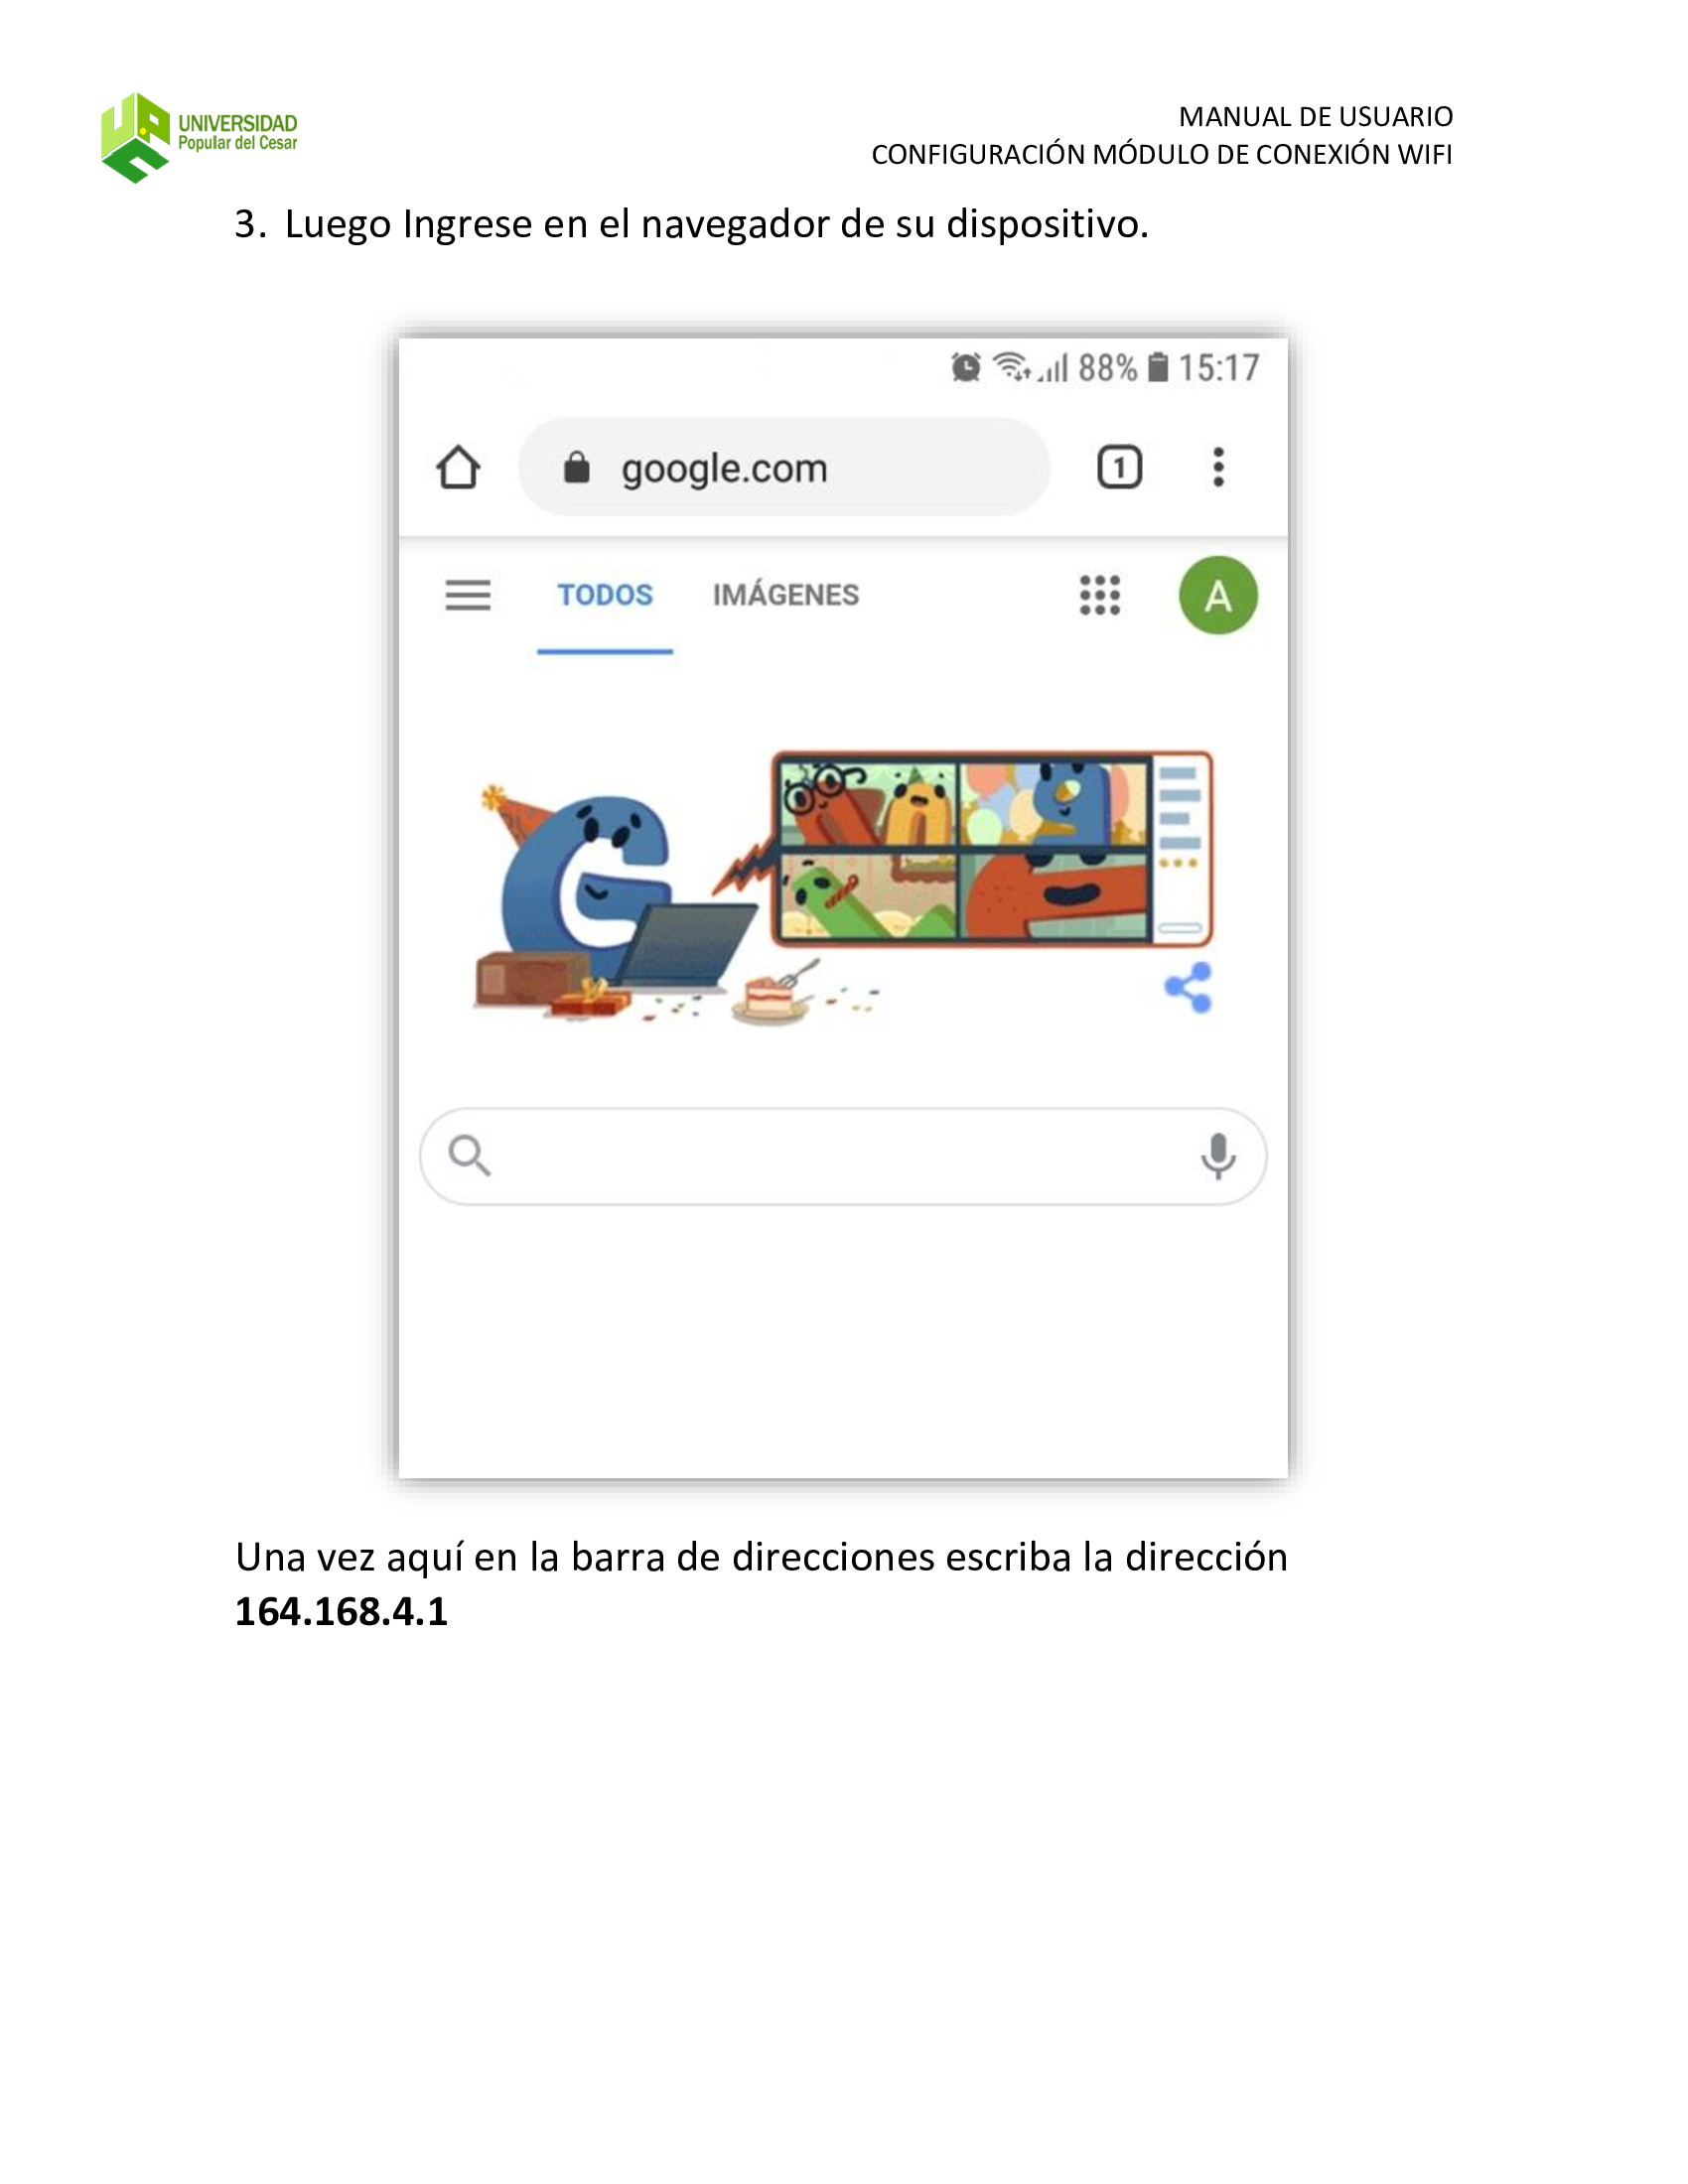 UNIVERSIDAD
Popular del Cesar
MANUAL DE USUARIO
CONFIGURACIÓN MÓDULO DE CONEXIÓN WIFI
3. Luego Ingrese en el navegador de su dispositivo.
88% 15:17
google.com
1
TODOS IMÁGENES A
Una vez aquí en la barra de direcciones escriba la dirección
164.168.4.1